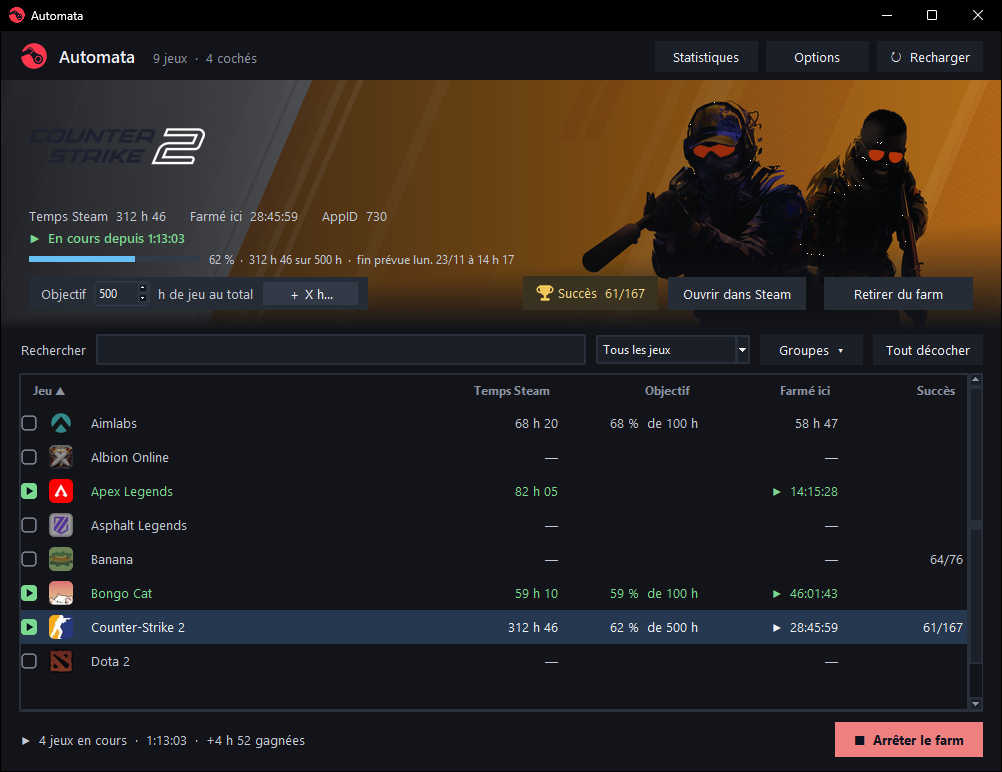 Automata
Automata 9 jeux · 4 cochés Statistiques Options Recharger
COUNTER
STRIKE 2
Temps Steam 312 h 46 Farmé ici 28:45:59 AppID 730
► En cours depuis 1:13:03
62 % · 312 h 46 sur 500 h · fin prévue lun. 23/11 à 14 h 17
Objectif 500 h de jeu au total + X h... Succès 61/167 Ouvrir dans Steam Retirer du farm
Rechercher Tous les jeux Groupes ▾ Tout décocher
Jeu ▲ Temps Steam Objectif Farmé ici Succès
Aimlabs 68 h 20 68 % de 100 h 58 h 47
Albion Online — —
Apex Legends 82 h 05 ► 14:15:28
Asphalt Legends — —
Banana — — 64/76
Bongo Cat 59 h 10 59 % de 100 h ► 46:01:43
Counter-Strike 2 312 h 46 62 % de 500 h ► 28:45:59 61/167
Dota 2 — —
► 4 jeux en cours · 1:13:03 · +4 h 52 gagnées ■ Arrêter le farm